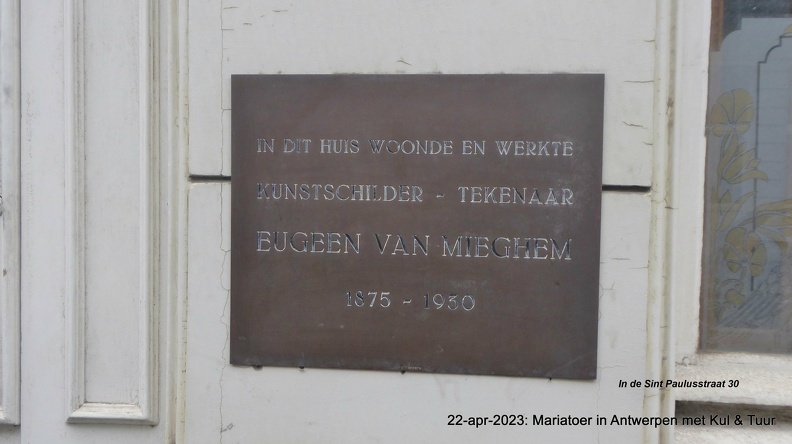 IN DIT HUIS WOONDE EN WERKTE
KUNSTSCHILDER - TEKENAAR
EUGEEN VAN MIEGHEM
1875 - 1930
In de Sint Paulusstraat 30
22-apr-2023: Mariatoer in Antwerpen met Kul & Tuur